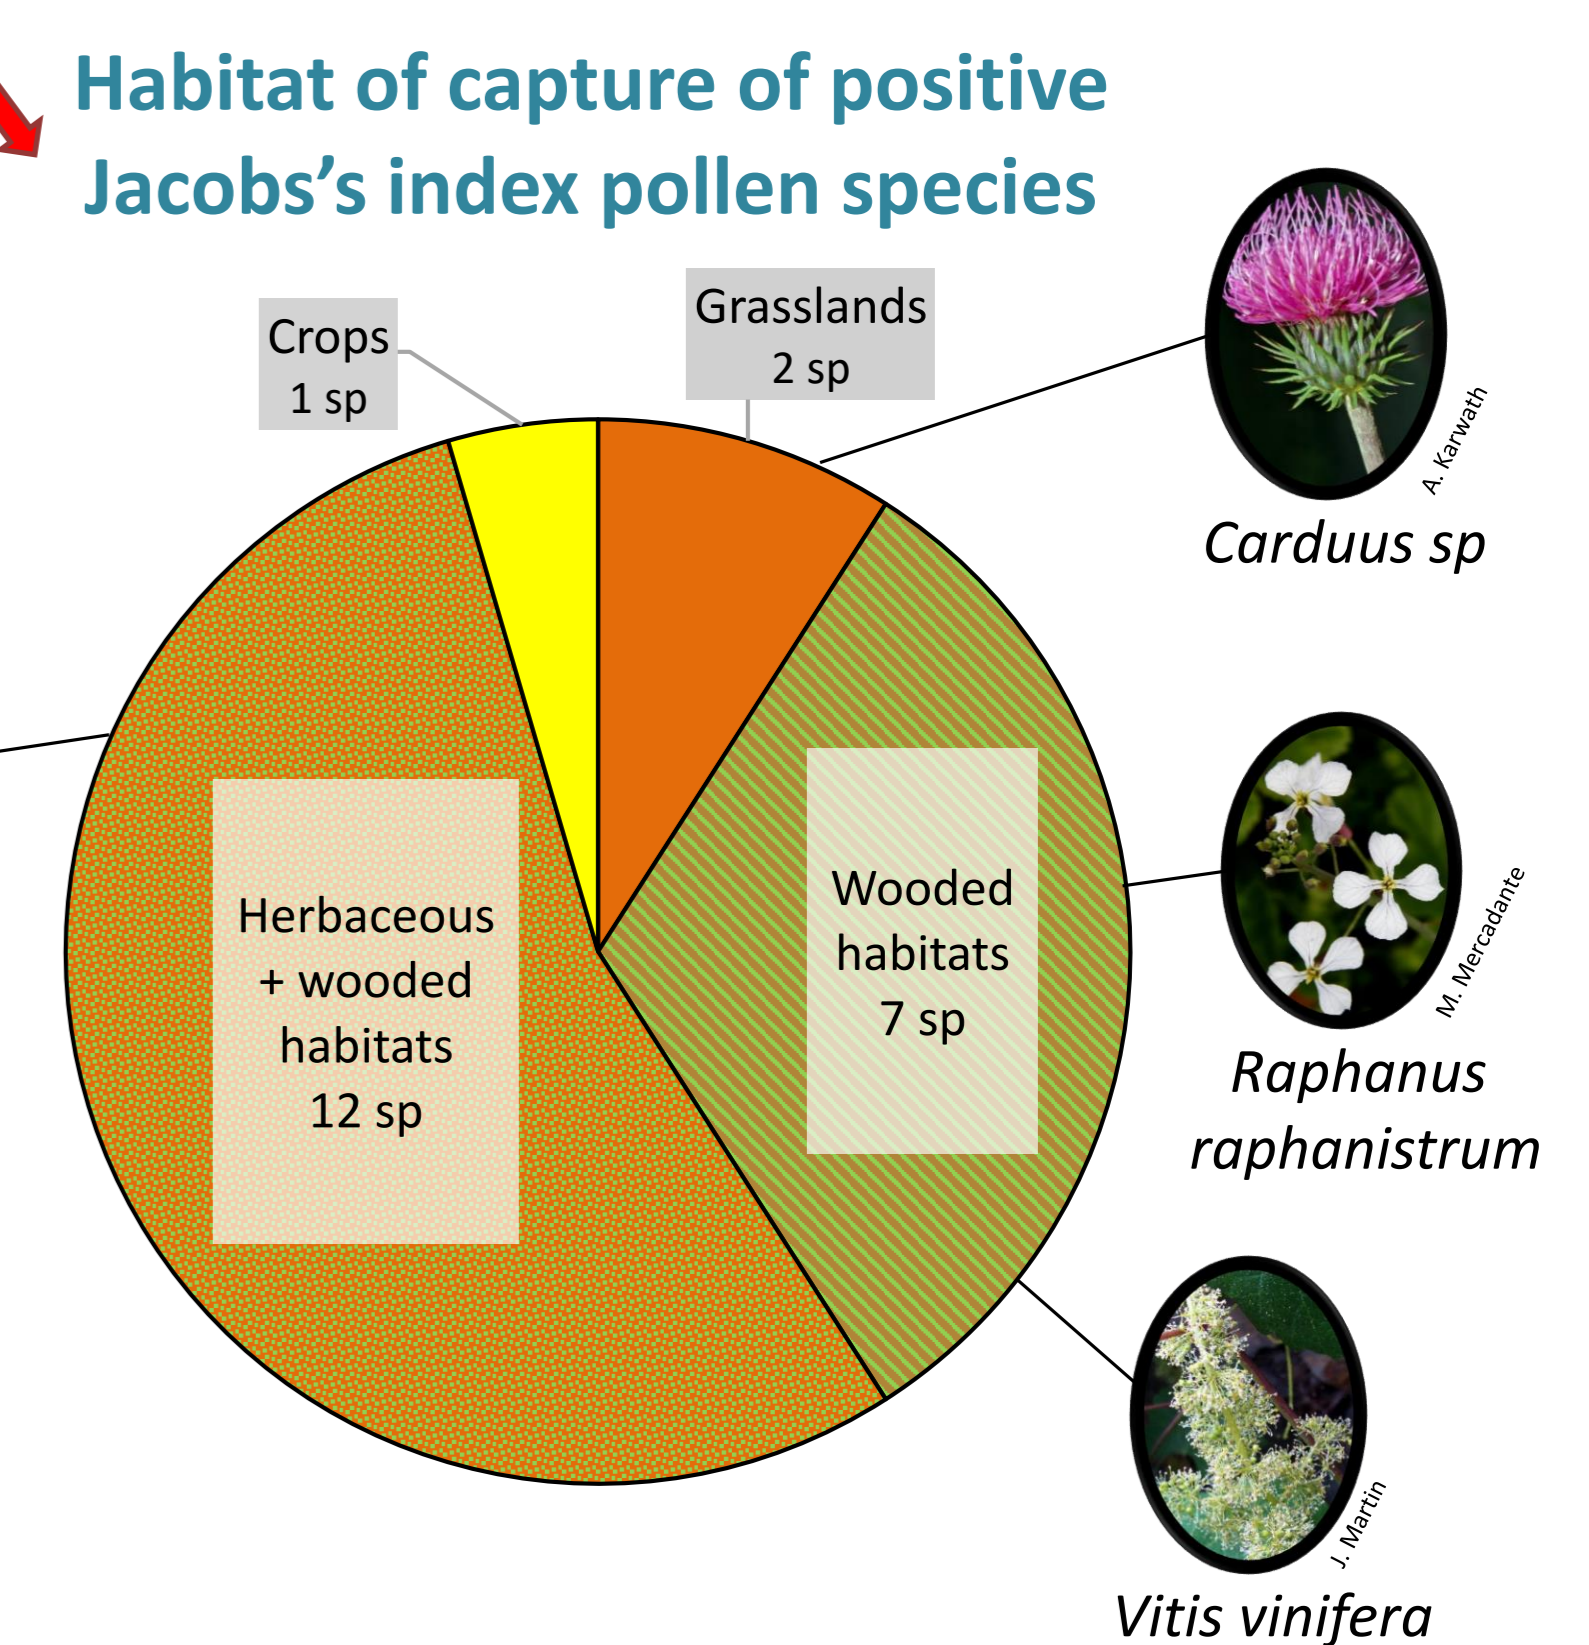 Habitat of capture of positive
Jacobs’s index pollen species
Crops
1 sp
Grasslands
2 sp
A. Karwath
Carduus sp
Herbaceous
+ wooded
habitats
12 sp
Wooded
habitats
7 sp
M. Mercadante
Raphanus
raphanistrum
J. Martin
Vitis vinifera